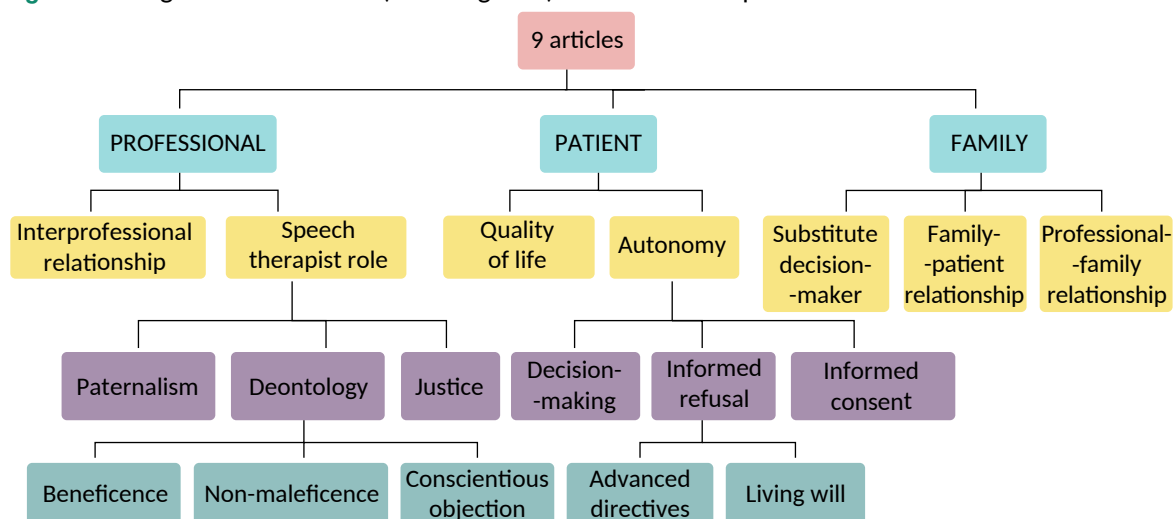 9 articles
PROFESSIONAL
PATIENT
FAMILY
Interprofessional
relationship
Speech
therapist role
Quality
of life
Autonomy
Substitute
decision-
-maker
Family-
-patient
relationship
Professional-
-family
relationship
Paternalism
Deontology
Justice
Decision-
-making
Informed
refusal
Informed
consent
Beneficence
Non-maleficence
Conscientious
objection
Advanced
directives
Living will